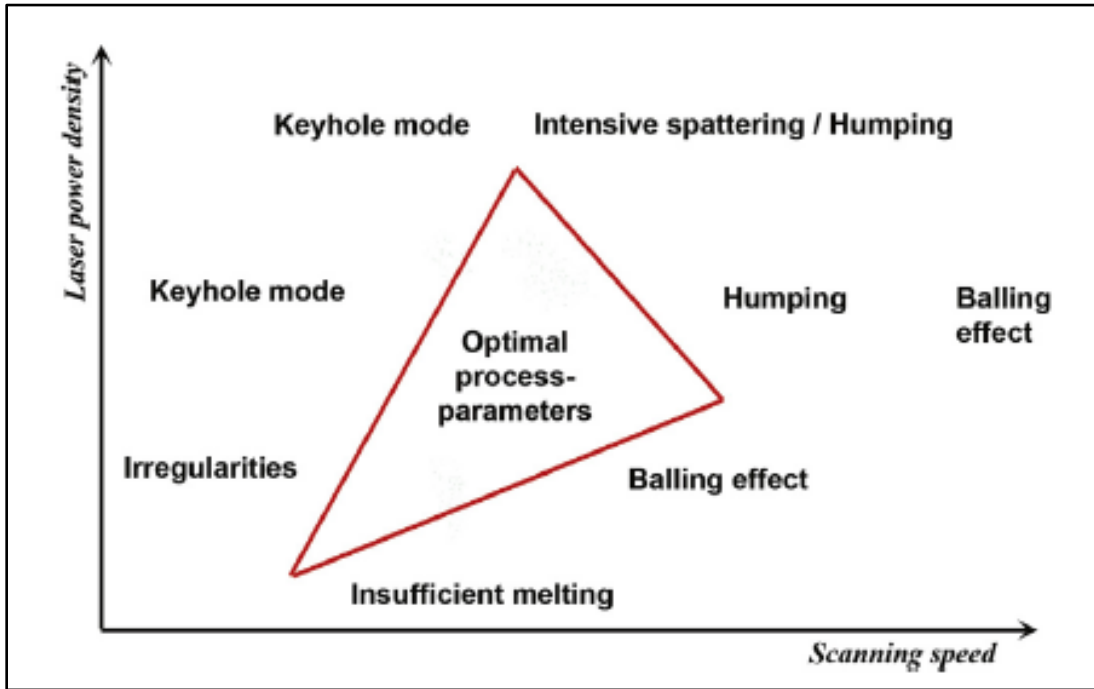 Laser power density
Keyhole mode
Intensive spattering / Humping
Keyhole mode
Humping
Balling
effect
Optimal
process-
parameters
Irregularities
Balling effect
Insufficient melting
Scanning speed